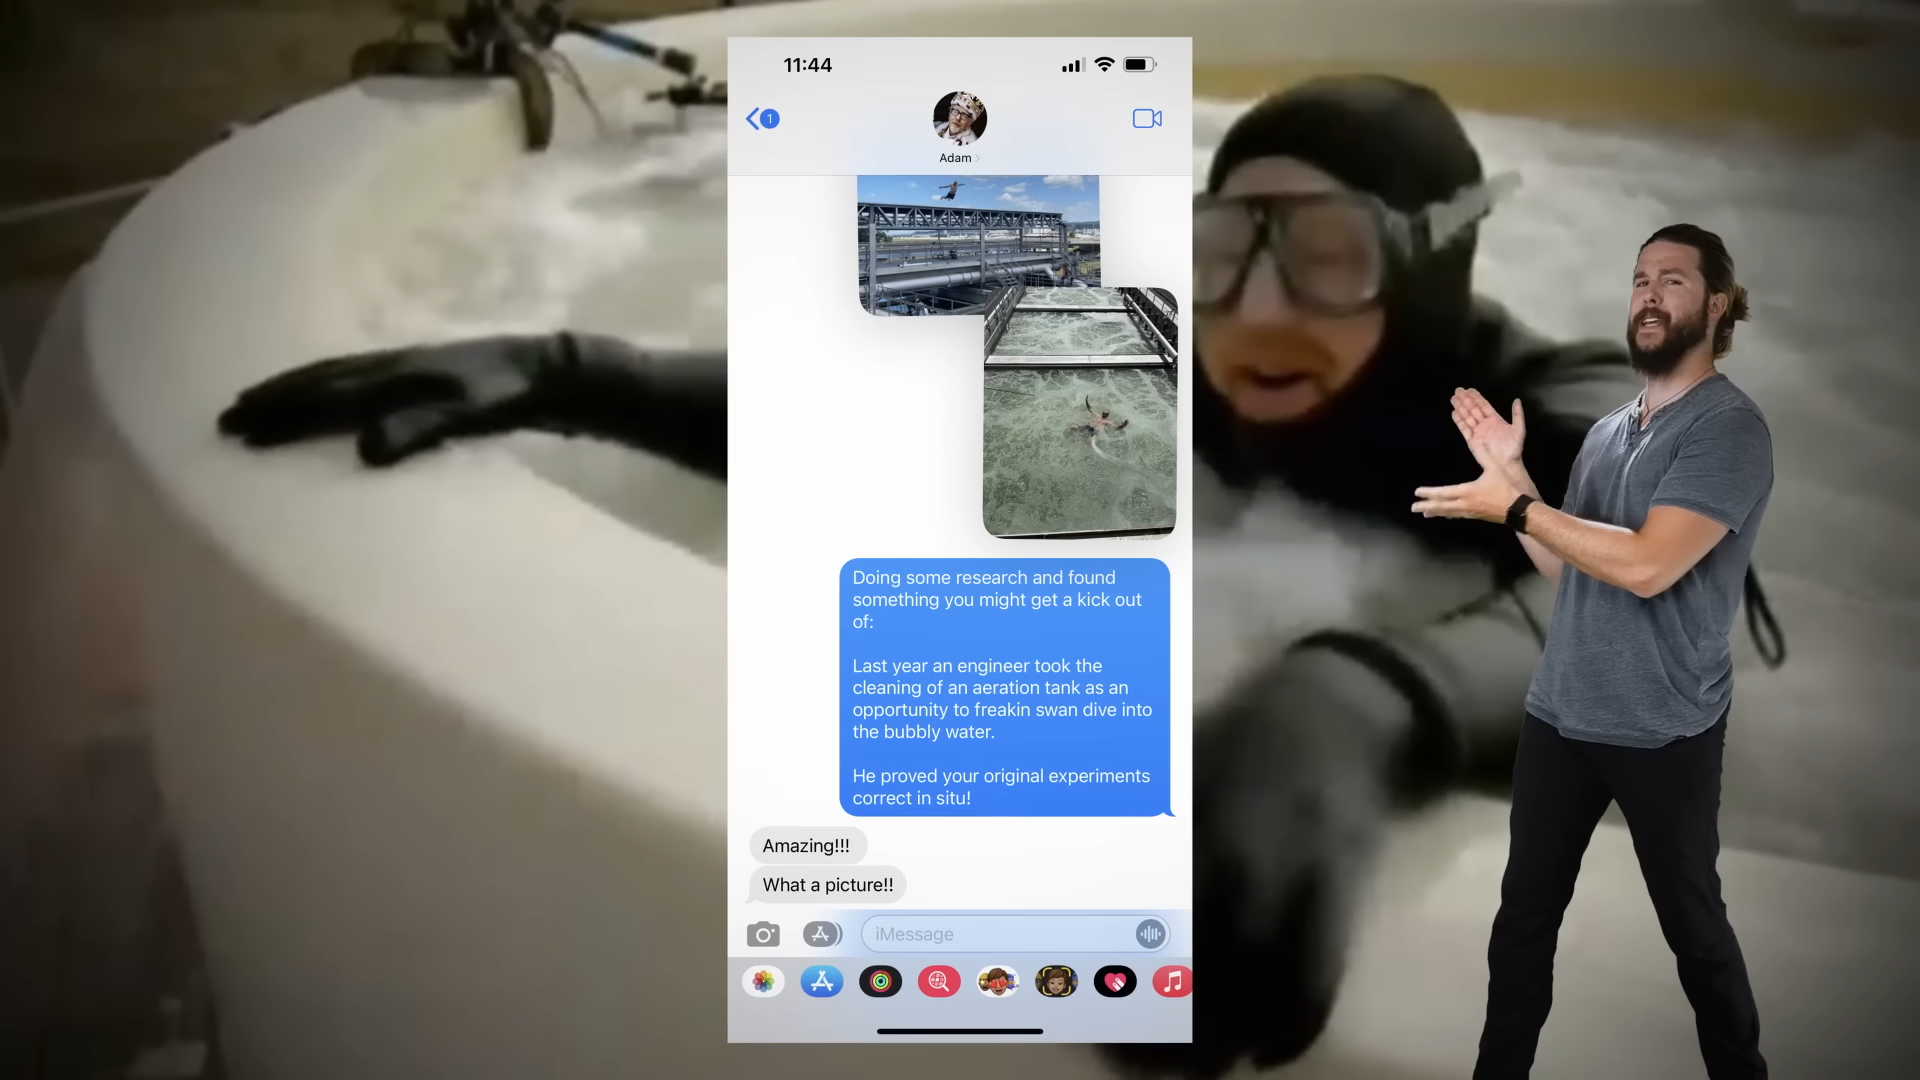 11:44
1
Adam
Doing some research and found
something you might get a kick out
of:
Last year an engineer took the
cleaning of an aeration tank as an
opportunity to freakin swan dive into
the bubbly water.
He proved your original experiments
correct in situ!
Amazing!!!
What a picture!!
iMessage